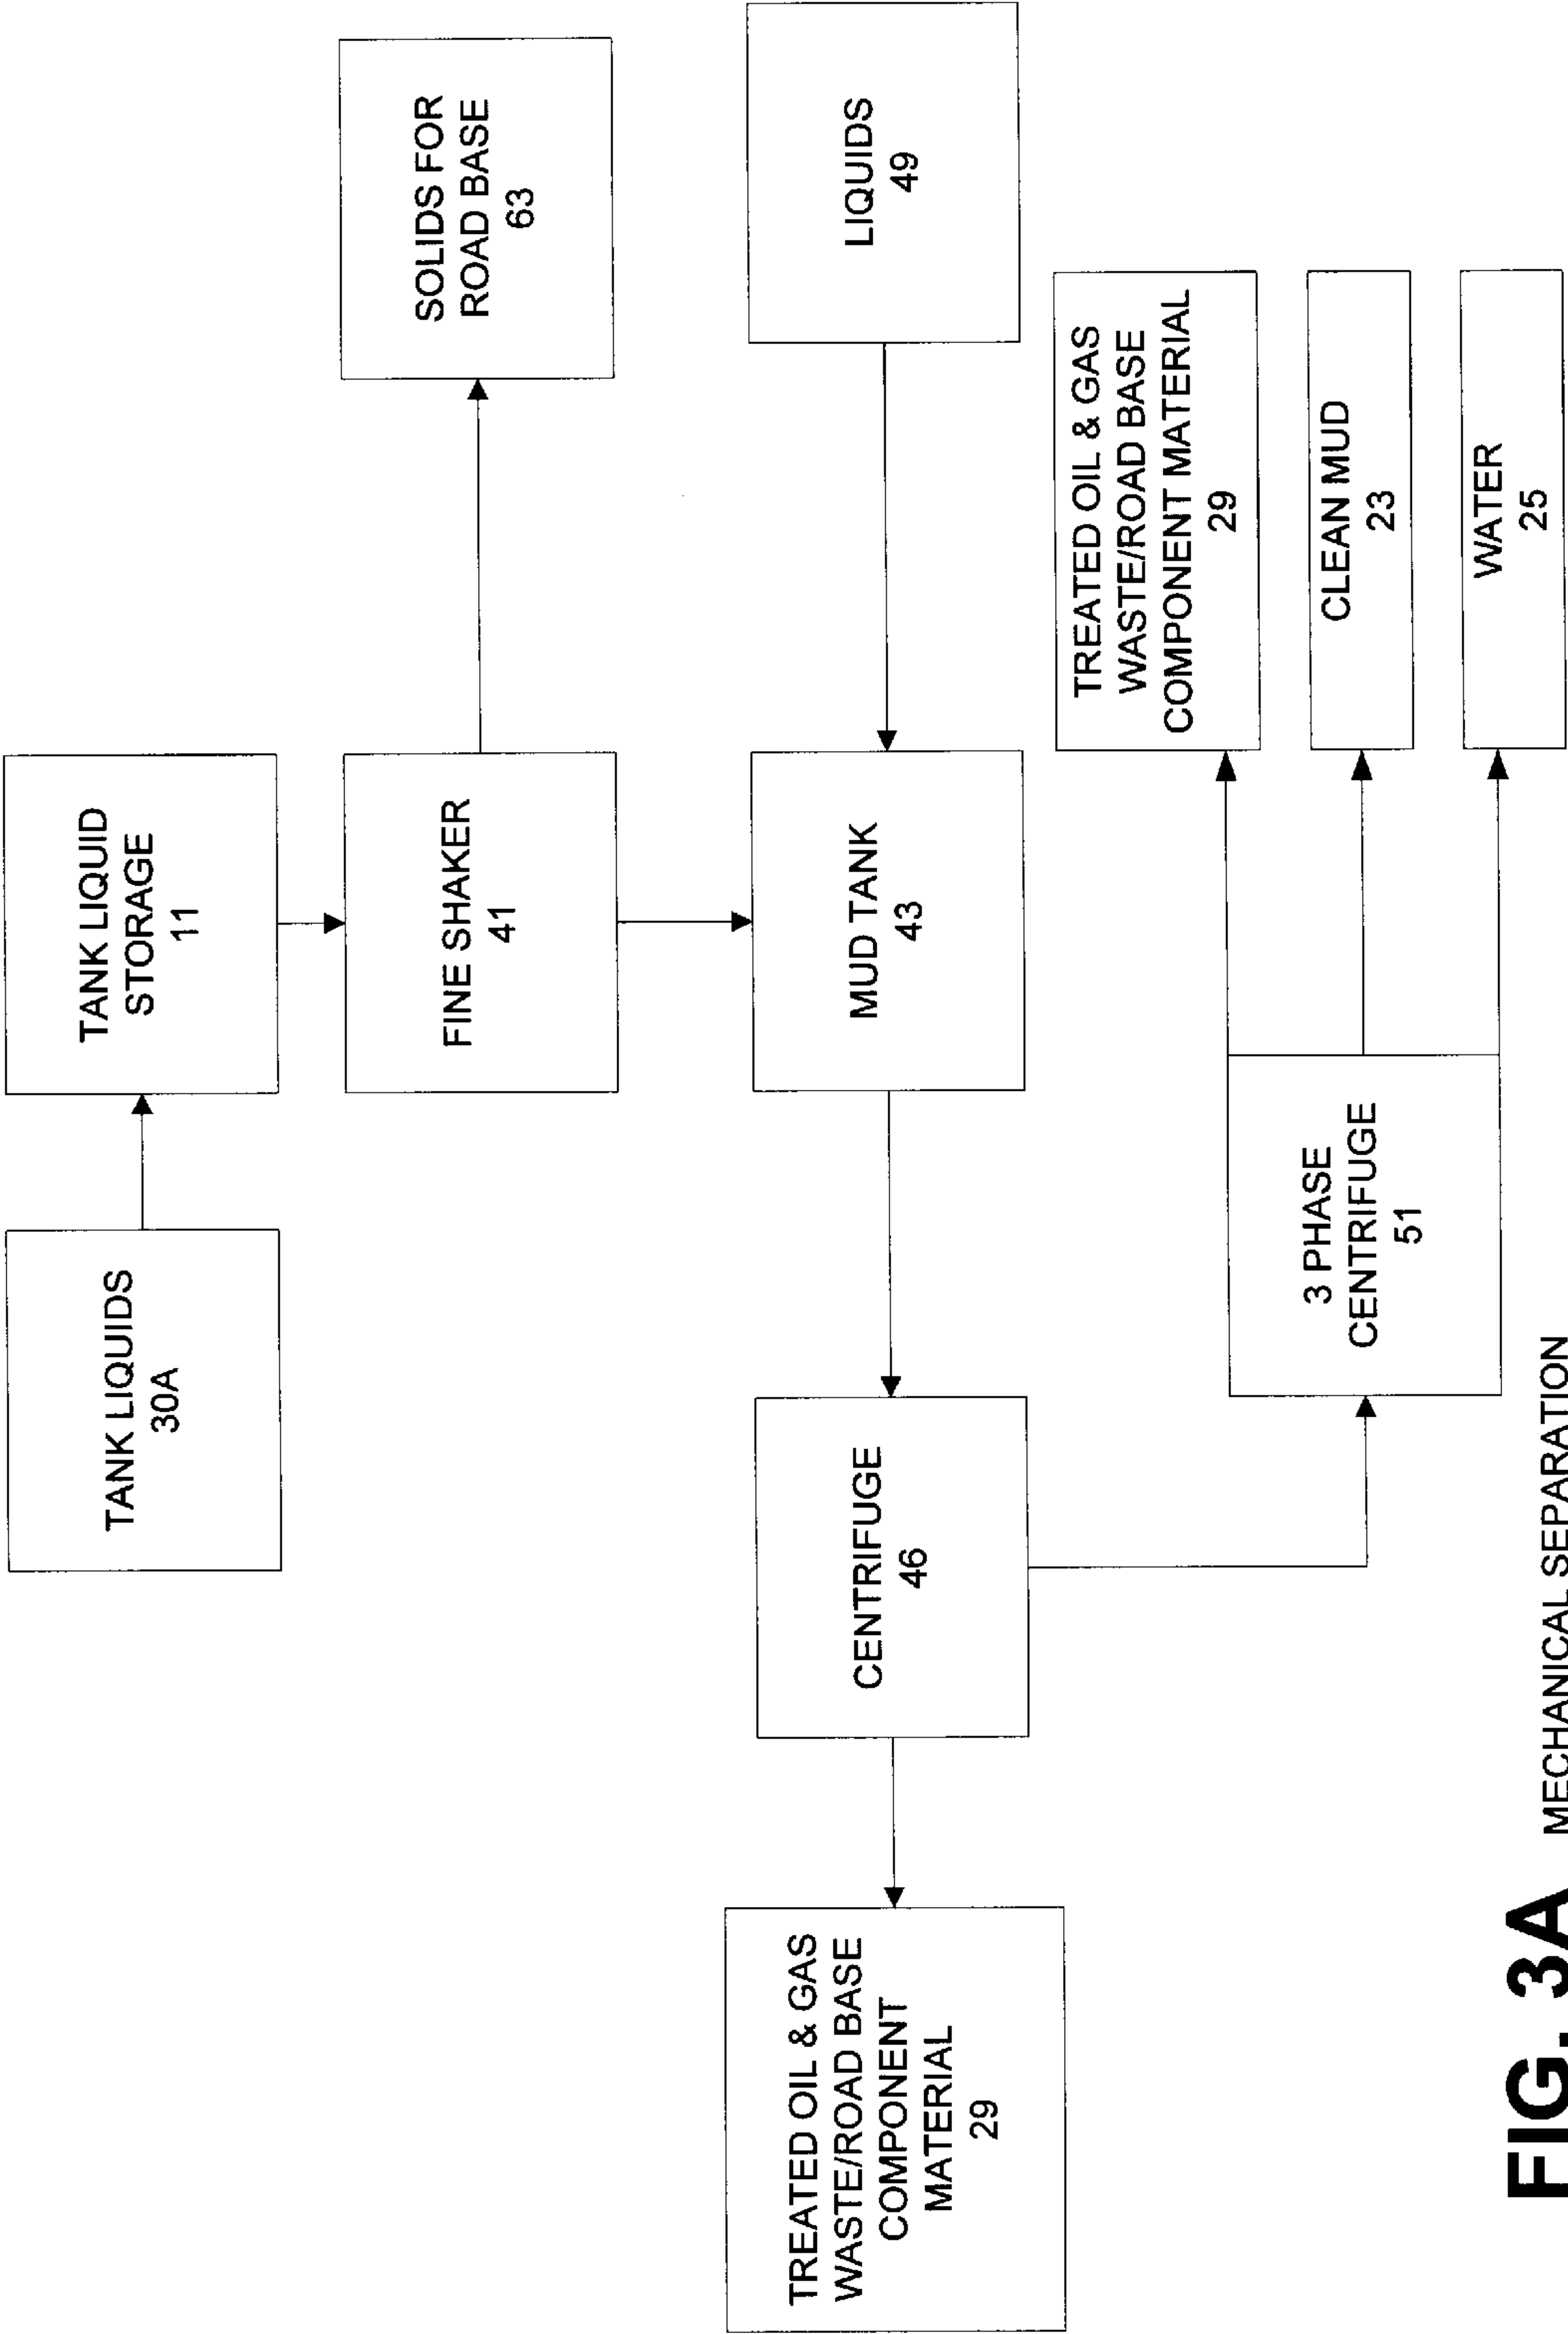 TANK LIQUIDS
30A
TANK LIQUID
STORAGE
11
FINE SHAKER
41
SOLIDS FOR
ROAD BASE
63
TREATED OIL & GAS
WASTE/ROAD BASE
COMPONENT
MATERIAL
29
CENTRIFUGE
46
MUD TANK
43
LIQUIDS
49
3 PHASE
CENTRIFUGE
51
TREATED OIL & GAS
WASTE/ROAD BASE
COMPONENT MATERIAL
29
CLEAN MUD
23
WATER
25
FIG. 3A MECHANICAL SEPARATION